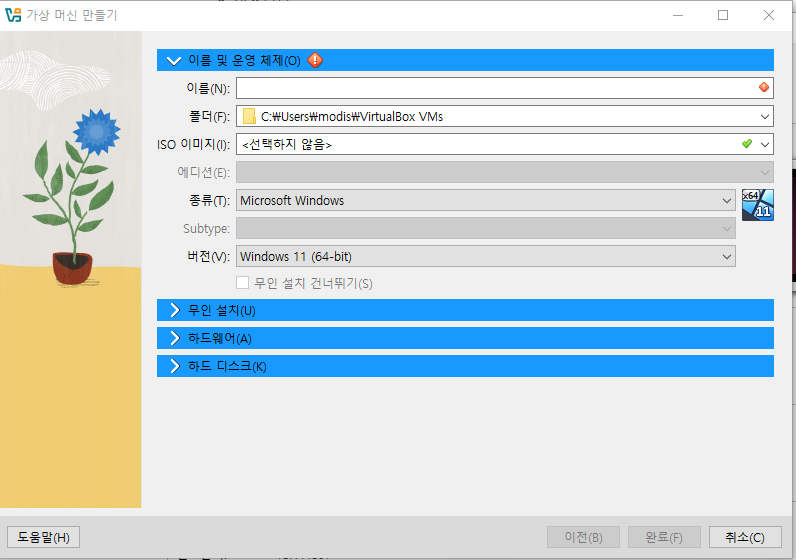 가상 머신 만들기
이름 및 운영 체제(O)
이름(N):
폴더(F): C:₩Users₩modis₩VirtualBox VMs
ISO 이미지(I): <선택하지 않음>
에디션(E):
종류(T): Microsoft Windows
x64
11
Subtype:
버전(V): Windows 11 (64-bit)
무인 설치 건너뛰기(S)
무인 설치(U)
하드웨어(A)
하드 디스크(K)
도움말(H) 이전(B) 완료(F) 취소(C)